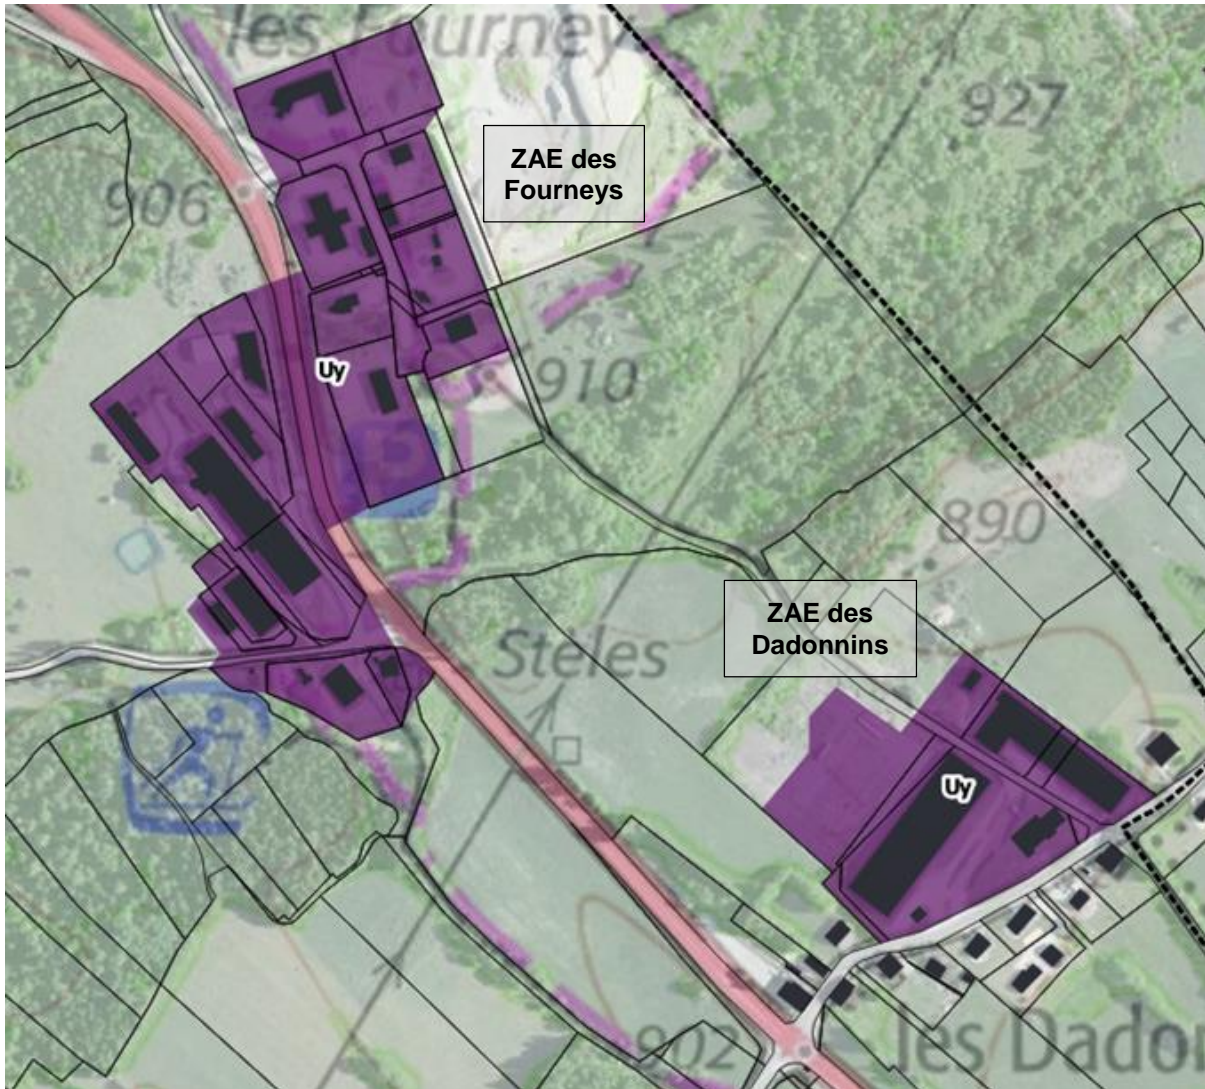 les Fourneys
927
ZAE des
Fourneys
906
Uy
910
890
ZAE des
Dadonnins
Steles
Uy
902
les Dador